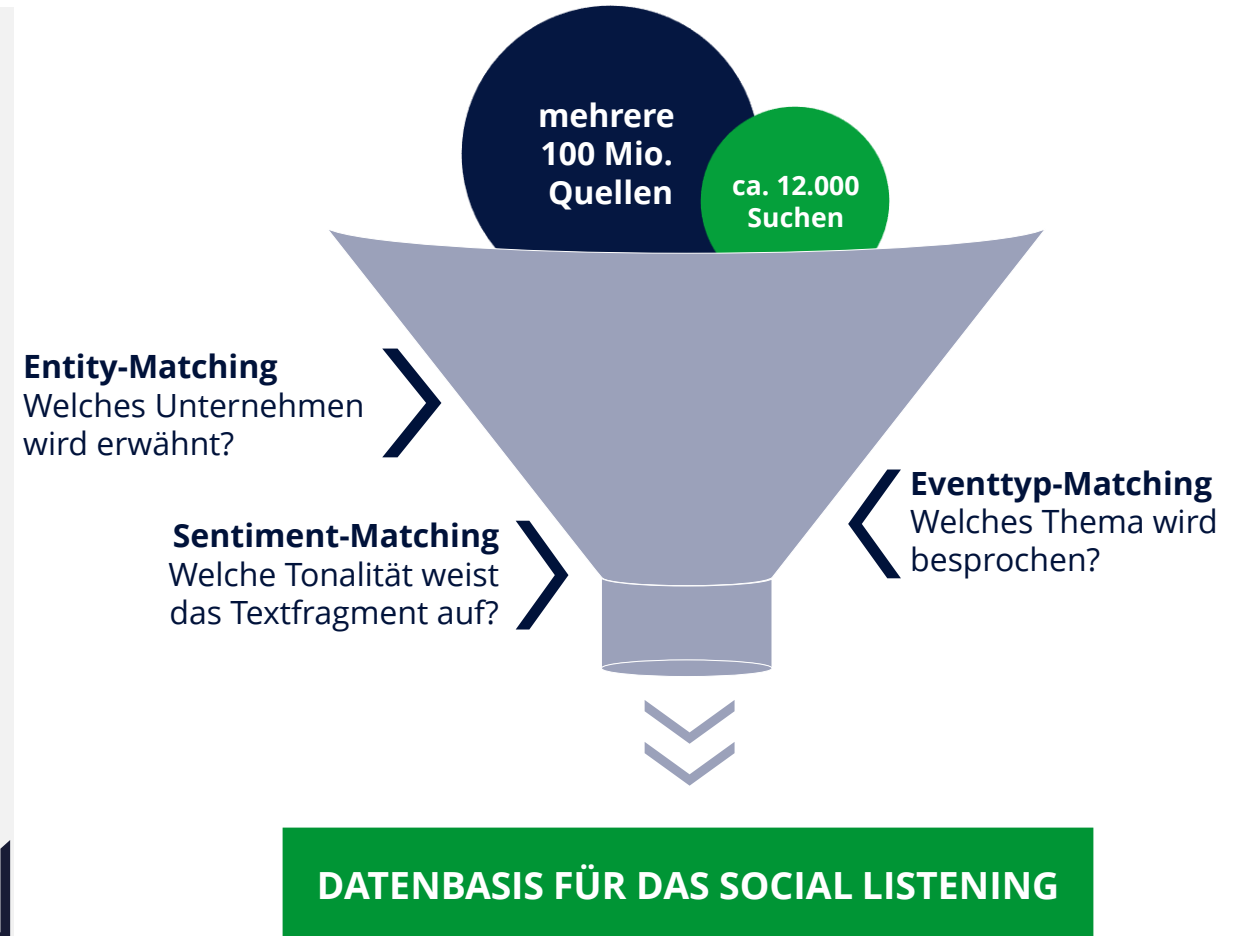 mehrere
100 Mio.
Quellen
ca. 12.000
Suchen
Entity-Matching
Welches Unternehmen
wird erwähnt?
Eventtyp-Matching
Welches Thema wird
besprochen?
Sentiment-Matching
Welche Tonalität weist
das Textfragment auf?
DATENBASIS FÜR DAS SOCIAL LISTENING